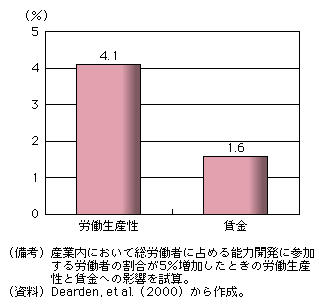 (%)
5
4
3
2
1
0
4.1
1.6
労働生産性
賃金
(備考) 産業内において総労働者に占める能力開発に参加
する労働者の割合が5%増加したときの労働生産
性と賃金への影響を試算。
(資料) Dearden, et al. (2000) から作成。